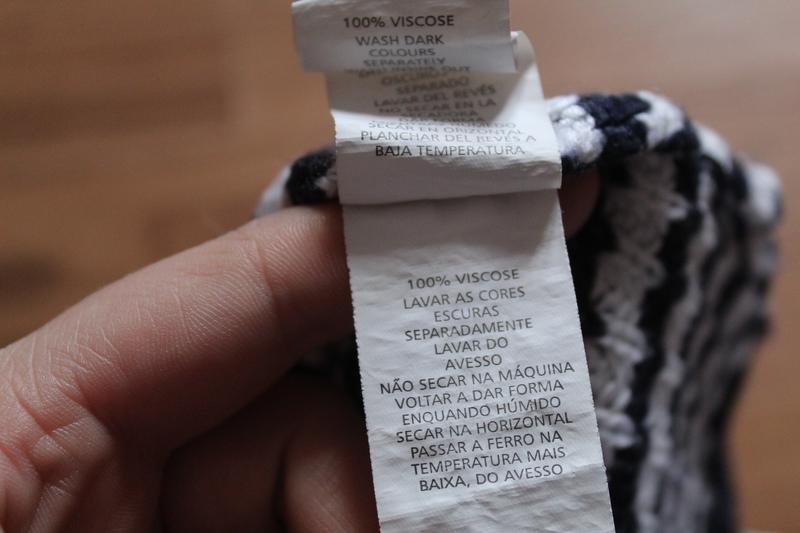 100% VISCOSE
WASH DARK
COLOURS
SEPARATELY
OSCURO
SEPARADO
LAVAR DEL REVÉS
NO SECAR EN LA
SECAR EN ORIZONTAL
PLANCHAR DEL REVÉS A
BAJA TEMPERATURA
100% VISCOSE
LAVAR AS CORES
ESCURAS
SEPARADAMENTE
LAVAR DO
AVESSO
NÃO SECAR NA MÁQUINA
VOLTAR A DAR FORMA
ENQUANDO HÚMIDO
SECAR NA HORIZONTAL
PASSAR A FERRO NA
TEMPERATURA MAIS
BAIXA, DO AVESSO